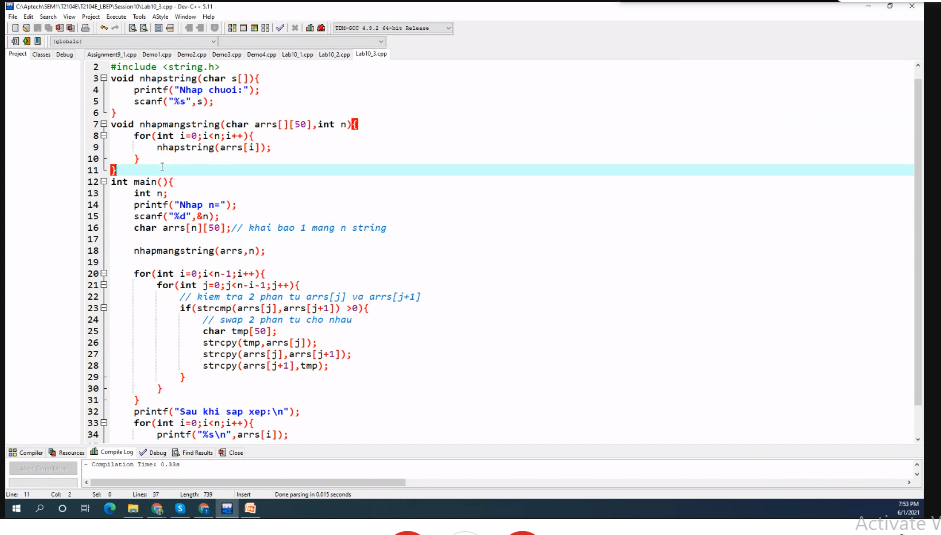 C:\Aptech\SEM1\T2104E\T2104E_LBEP\Session10\Lab10_3.cpp - Dev-C++ 5.11
File Edit Search View Project Execute Tools AStyle Window Help
TDM-GCC 4.9.2 64-bit Release
(globals)
Project Classes Debug Assignment9_1.cpp Demo1.cpp Demo2.cpp Demo3.cpp Demo4.cpp Lab10_1.cpp Lab10_2.cpp Lab10_3.cpp
2 #include <string.h>
3 void nhapstring(char s[]){
4 printf("Nhap chuoi:");
5 scanf("%s",s);
6 }
7 void nhapmangstring(char arrs[][50],int n){
8 for(int i=0;i<n;i++){
9 nhapstring(arrs[i]);
10 }
11 }
12 int main(){
13 int n;
14 printf("Nhap n=");
15 scanf("%d",&n);
16 char arrs[n][50];// khai bao 1 mang n string
17
18 nhapmangstring(arrs,n);
19
20 for(int i=0;i<n-1;i++){
21 for(int j=0;j<n-i-1;j++){
22 // kiem tra 2 phan tu arrs[j] va arrs[j+1]
23 if(strcmp(arrs[j],arrs[j+1]) >0){
24 // swap 2 phan tu cho nhau
25 char tmp[50];
26 strcpy(tmp,arrs[j]);
27 strcpy(arrs[j],arrs[j+1]);
28 strcpy(arrs[j+1],tmp);
29 }
30 }
31 }
32 printf("Sau khi sap xep:\n");
33 for(int i=0;i<n;i++){
34 printf("%s\n",arrs[i]);
Compiler Resources Compile Log Debug Find Results Close
- Compilation Time: 0.33s
Line: 11 Col: 2 Sel: 0 Lines: 37 Length: 739 Insert Done parsing in 0.015 seconds
7:53 PM
6/1/2021
Activate